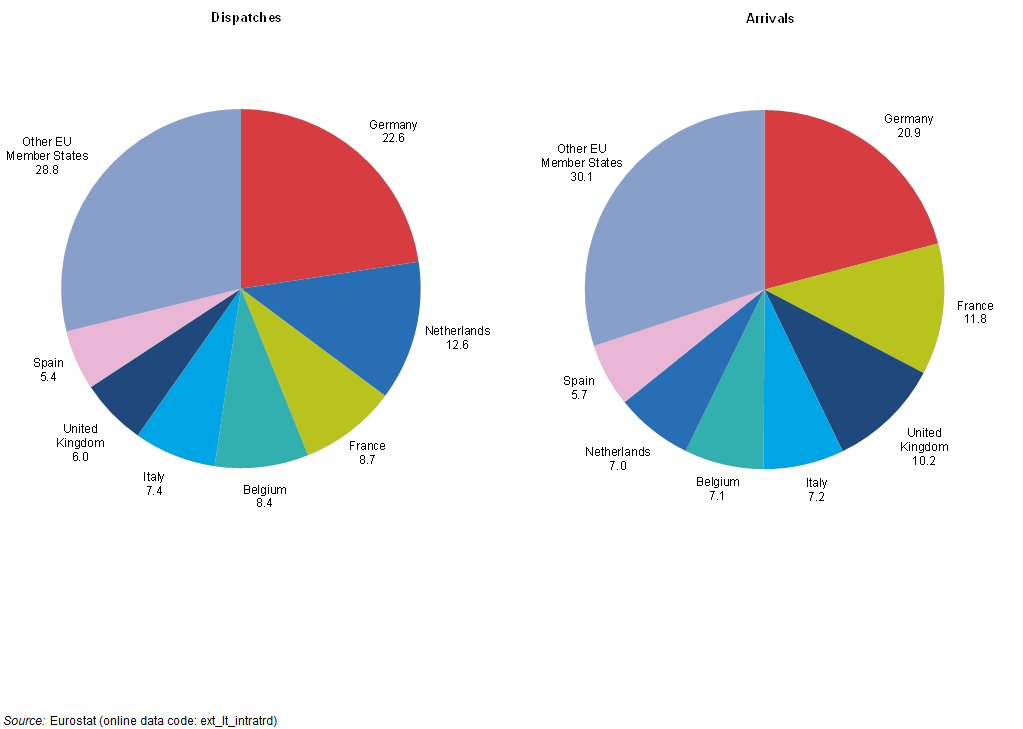 Dispatches
Germany
22.6
Netherlands
12.6
France
8.7
Belgium
8.4
Italy
7.4
United
Kingdom
6.0
Spain
5.4
Other EU
Member States
28.8
Arrivals
Germany
20.9
France
11.8
United
Kingdom
10.2
Italy
7.2
Belgium
7.1
Netherlands
7.0
Spain
5.7
Other EU
Member States
30.1
Source: Eurostat (online data code: ext_lt_intratrd)